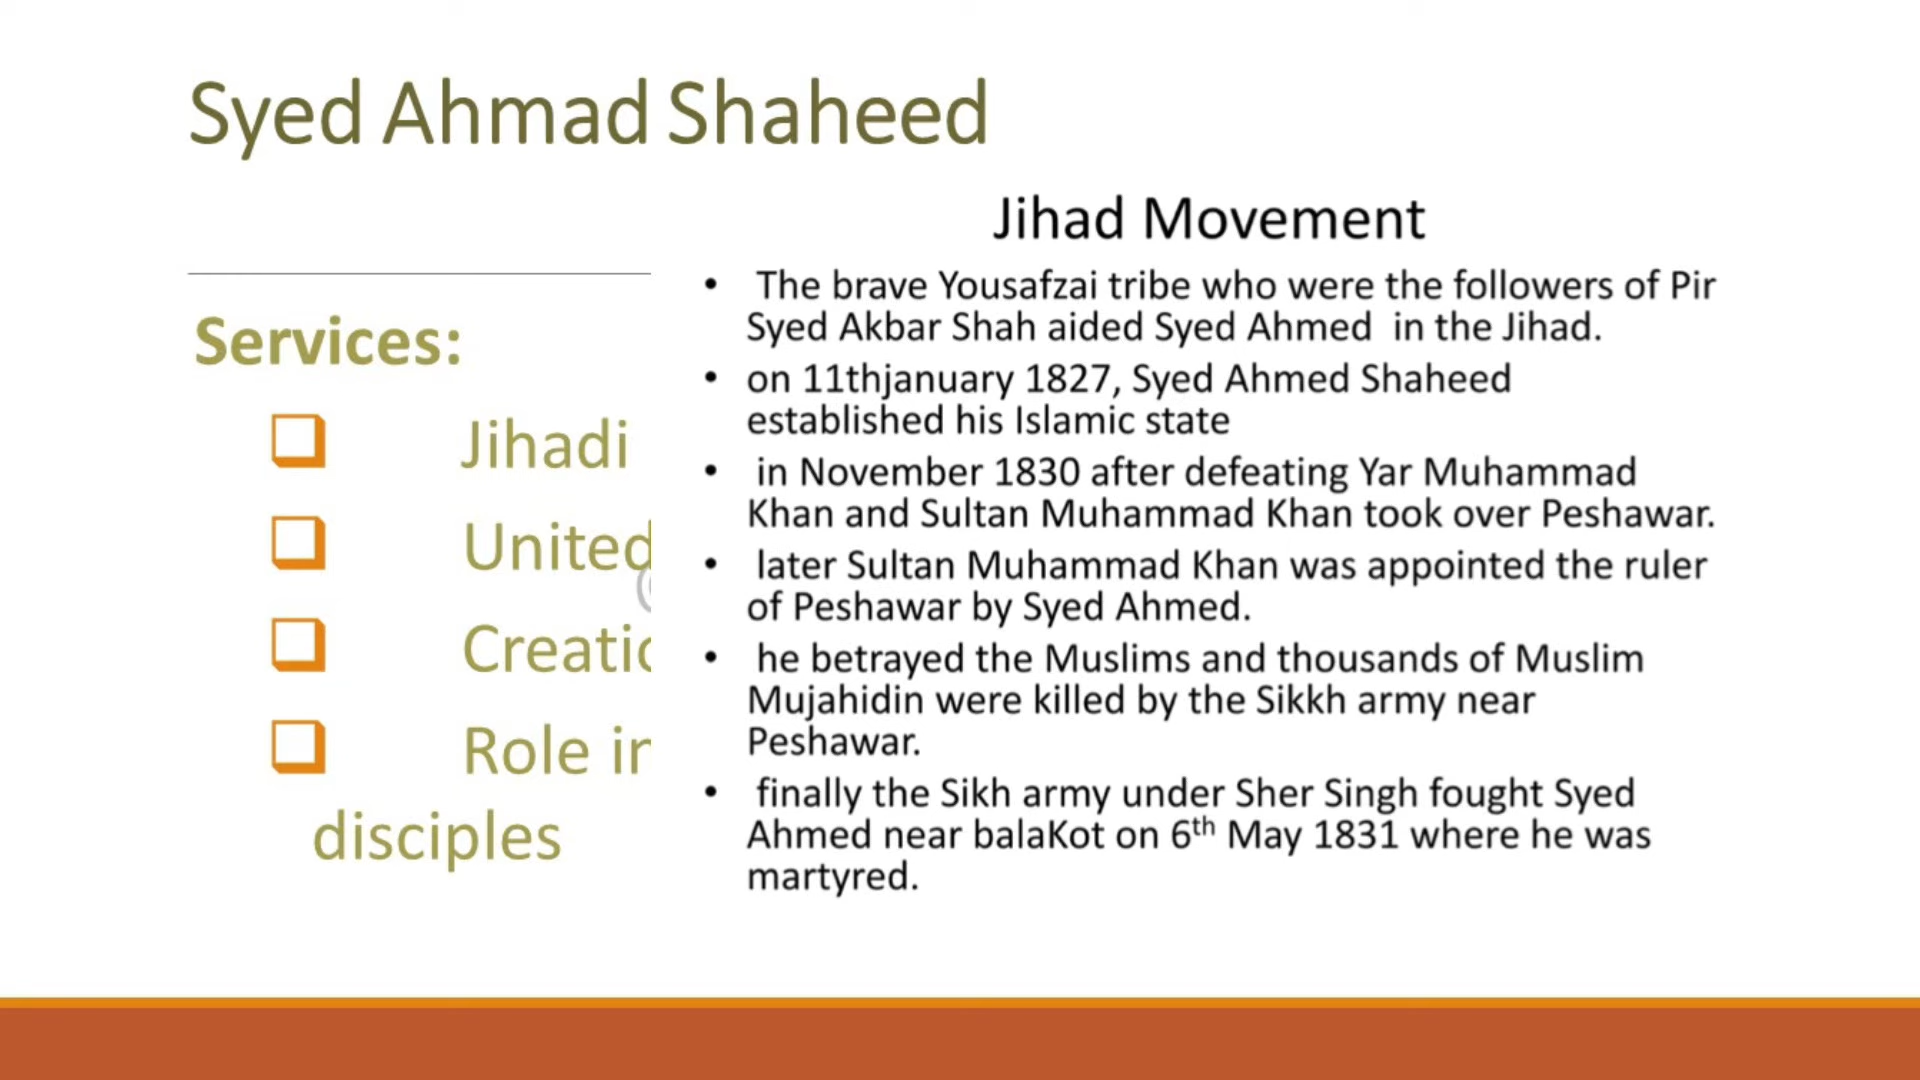 Syed Ahmad Shaheed
Services:
Jihadi
United
Role
disciples
Jihad Movement
• The brave Yousafzai tribe who were the followers of Pir
Syed Akbar Shah aided Syed Ahmed in the Jihad.
• on 11thjanuary 1827, Syed Ahmed Shaheed
established his Islamic state
• in November 1830 after defeating Yar Muhammad
Khan and Sultan Muhammad Khan took over Peshawar.
• later Sultan Muhammad Khan was appointed the ruler
of Peshawar by Syed Ahmed.
• he betrayed the Muslims and thousands of Muslim
Mujahidin were killed by the Sikkh army near
Peshawar.
• finally the Sikh army under Sher Singh fought Syed
Ahmed near balaKot on 6th May 1831 where he was
martyred.